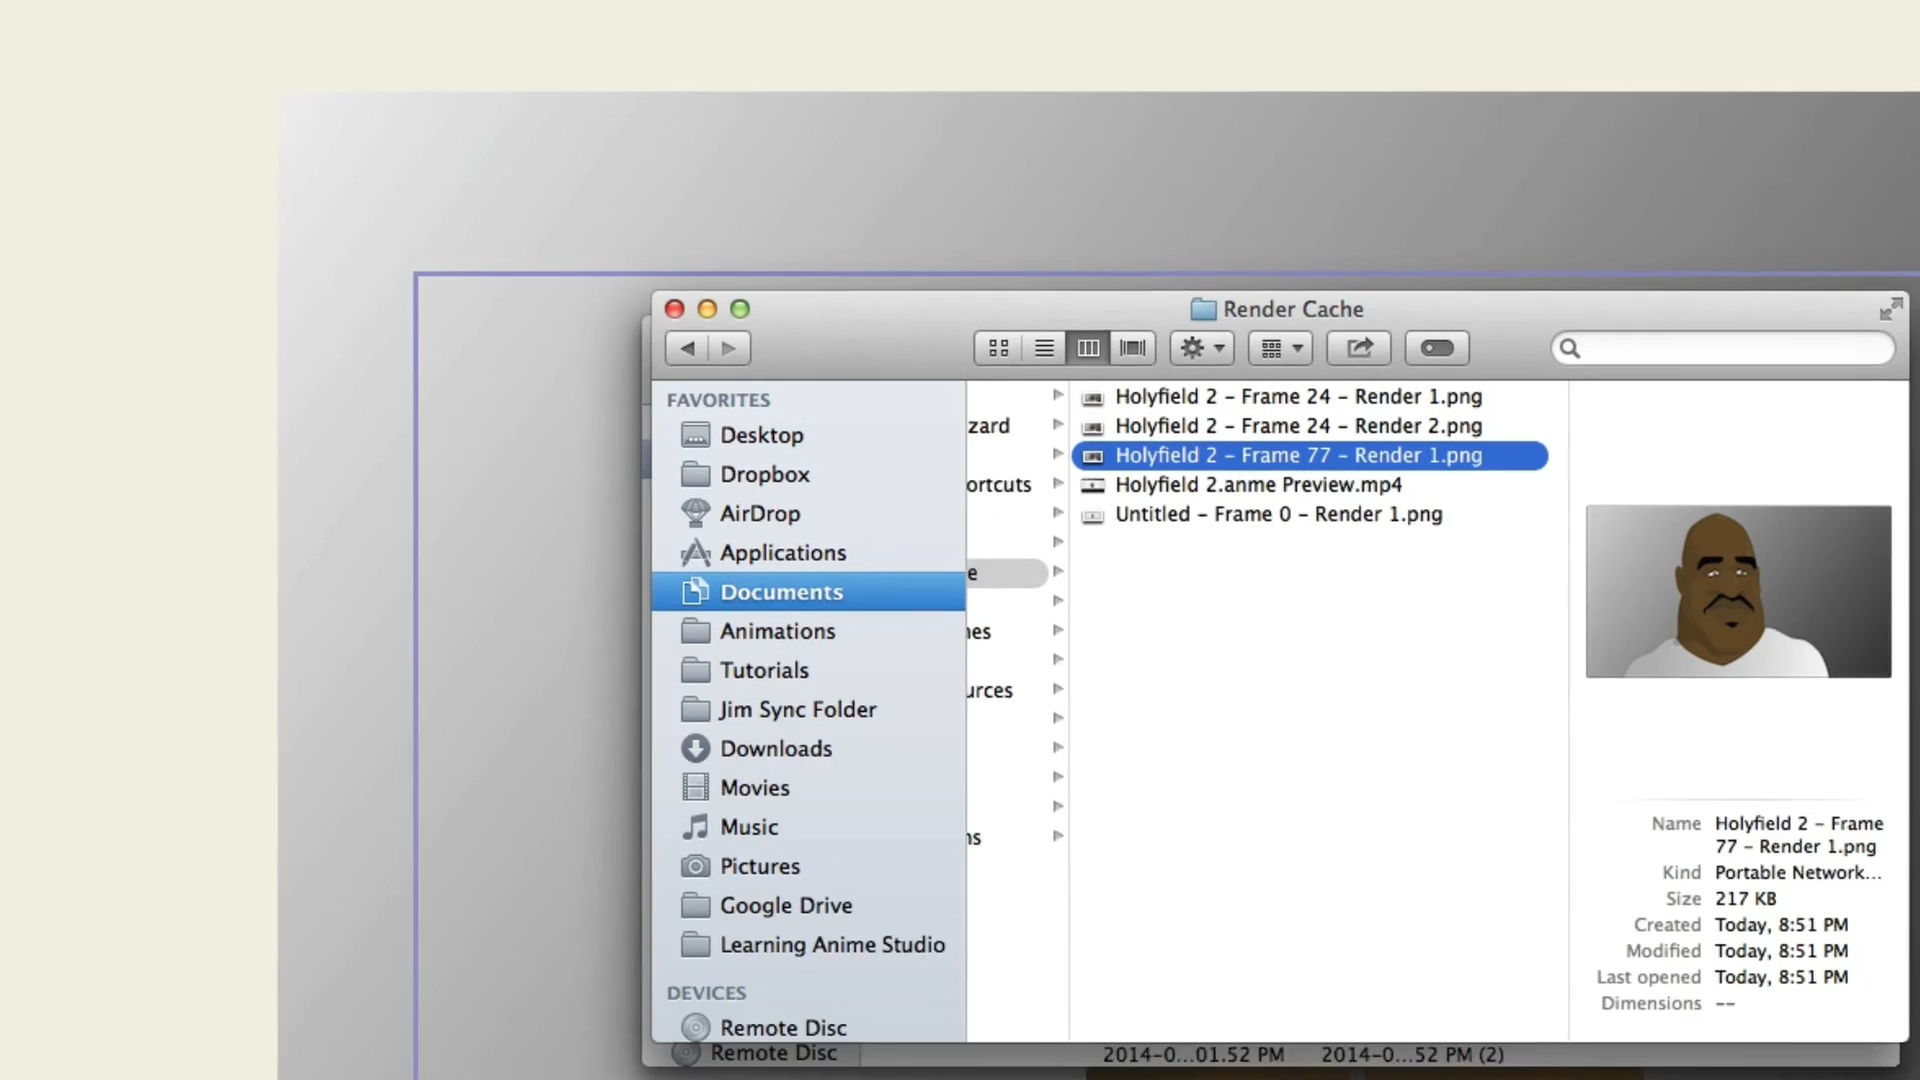 Render Cache
FAVORITES
Desktop
Dropbox
AirDrop
Applications
Documents
Animations
Tutorials
Jim Sync Folder
Downloads
Movies
Music
Pictures
Google Drive
Learning Anime Studio
DEVICES
Remote Disc
Remote Disc
zard
ortcuts
e
nes
urces
ns
Holyfield 2 – Frame 24 – Render 1.png
Holyfield 2 – Frame 24 – Render 2.png
Holyfield 2 – Frame 77 – Render 1.png
Holyfield 2.anme Preview.mp4
Untitled – Frame 0 – Render 1.png
Name Holyfield 2 – Frame
77 – Render 1.png
Kind Portable Network...
Size 217 KB
Created Today, 8:51 PM
Modified Today, 8:51 PM
Last opened Today, 8:51 PM
Dimensions --
2014-0...01.52 PM 2014-0...52 PM (2)